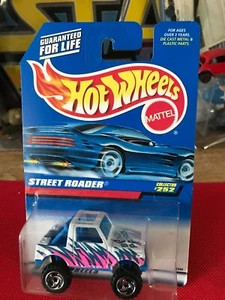 GUARANTEED
FOR LIFE
FOR AGES
OVER 3 YEARS.
DIE CAST METAL &
PLASTIC PARTS.
Hot Wheels
MATTEL
STREET ROADER
COLLECTOR
#252